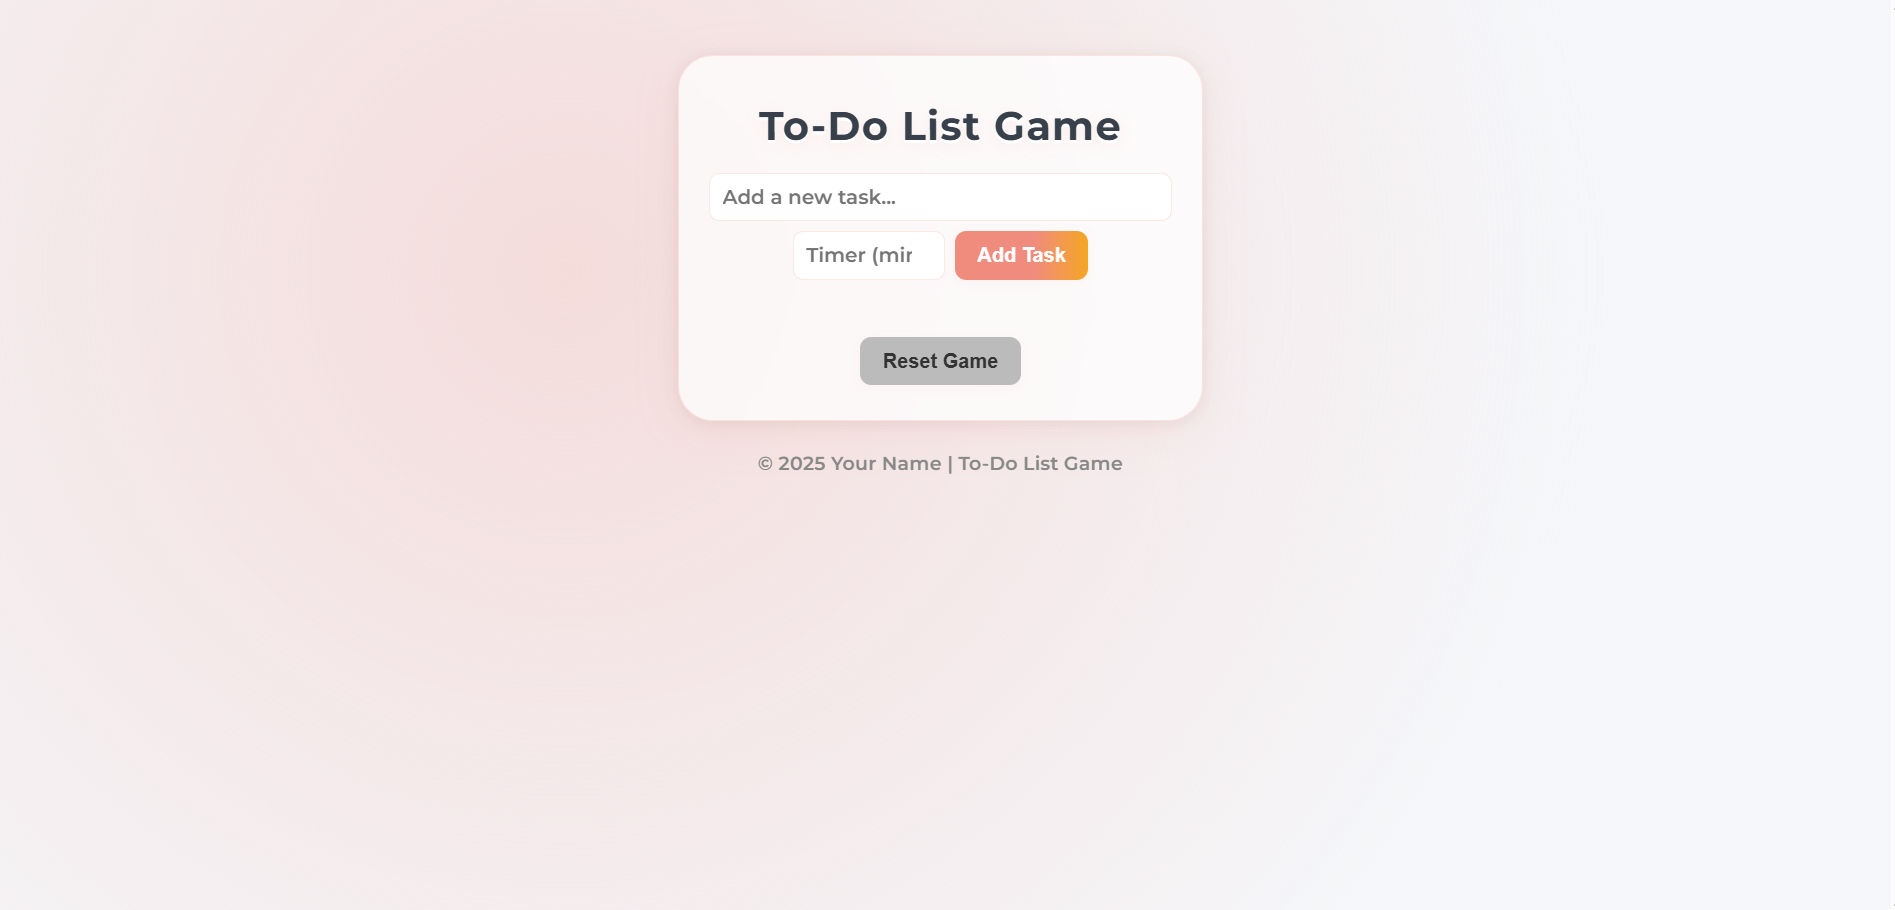 To-Do List Game
Add a new task...
Timer (mir
Add Task
Reset Game
© 2025 Your Name | To-Do List Game